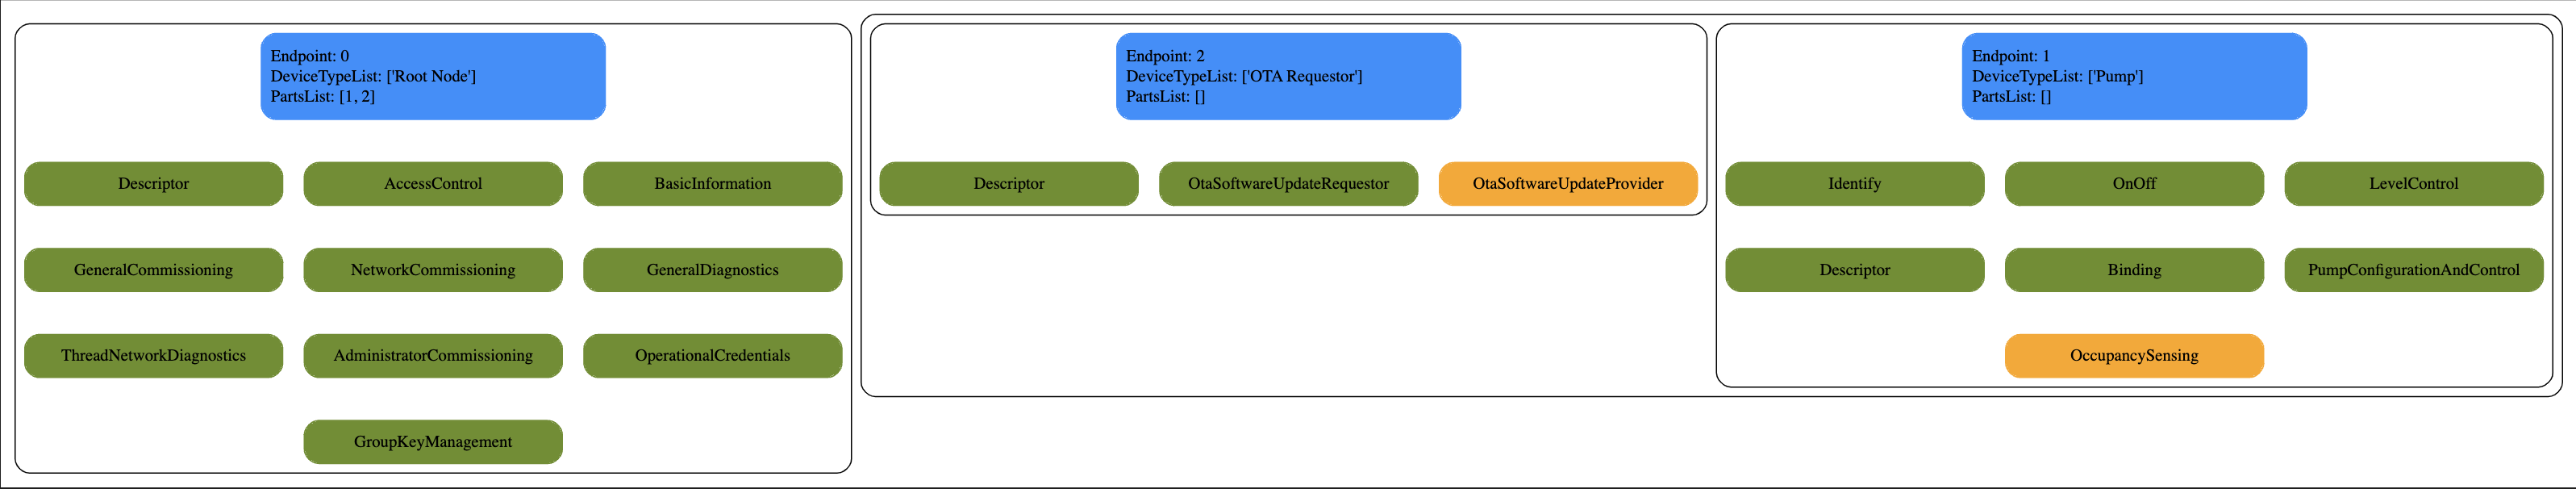 Endpoint: 0
DeviceTypeList: ['Root Node']
PartsList: [1, 2]
Descriptor
AccessControl
BasicInformation
GeneralCommissioning
NetworkCommissioning
GeneralDiagnostics
ThreadNetworkDiagnostics
AdministratorCommissioning
OperationalCredentials
GroupKeyManagement
Endpoint: 2
DeviceTypeList: ['OTA Requestor']
PartsList: []
Descriptor
OtaSoftwareUpdateRequestor
OtaSoftwareUpdateProvider
Endpoint: 1
DeviceTypeList: ['Pump']
PartsList: []
Identify
OnOff
LevelControl
Descriptor
Binding
PumpConfigurationAndControl
OccupancySensing